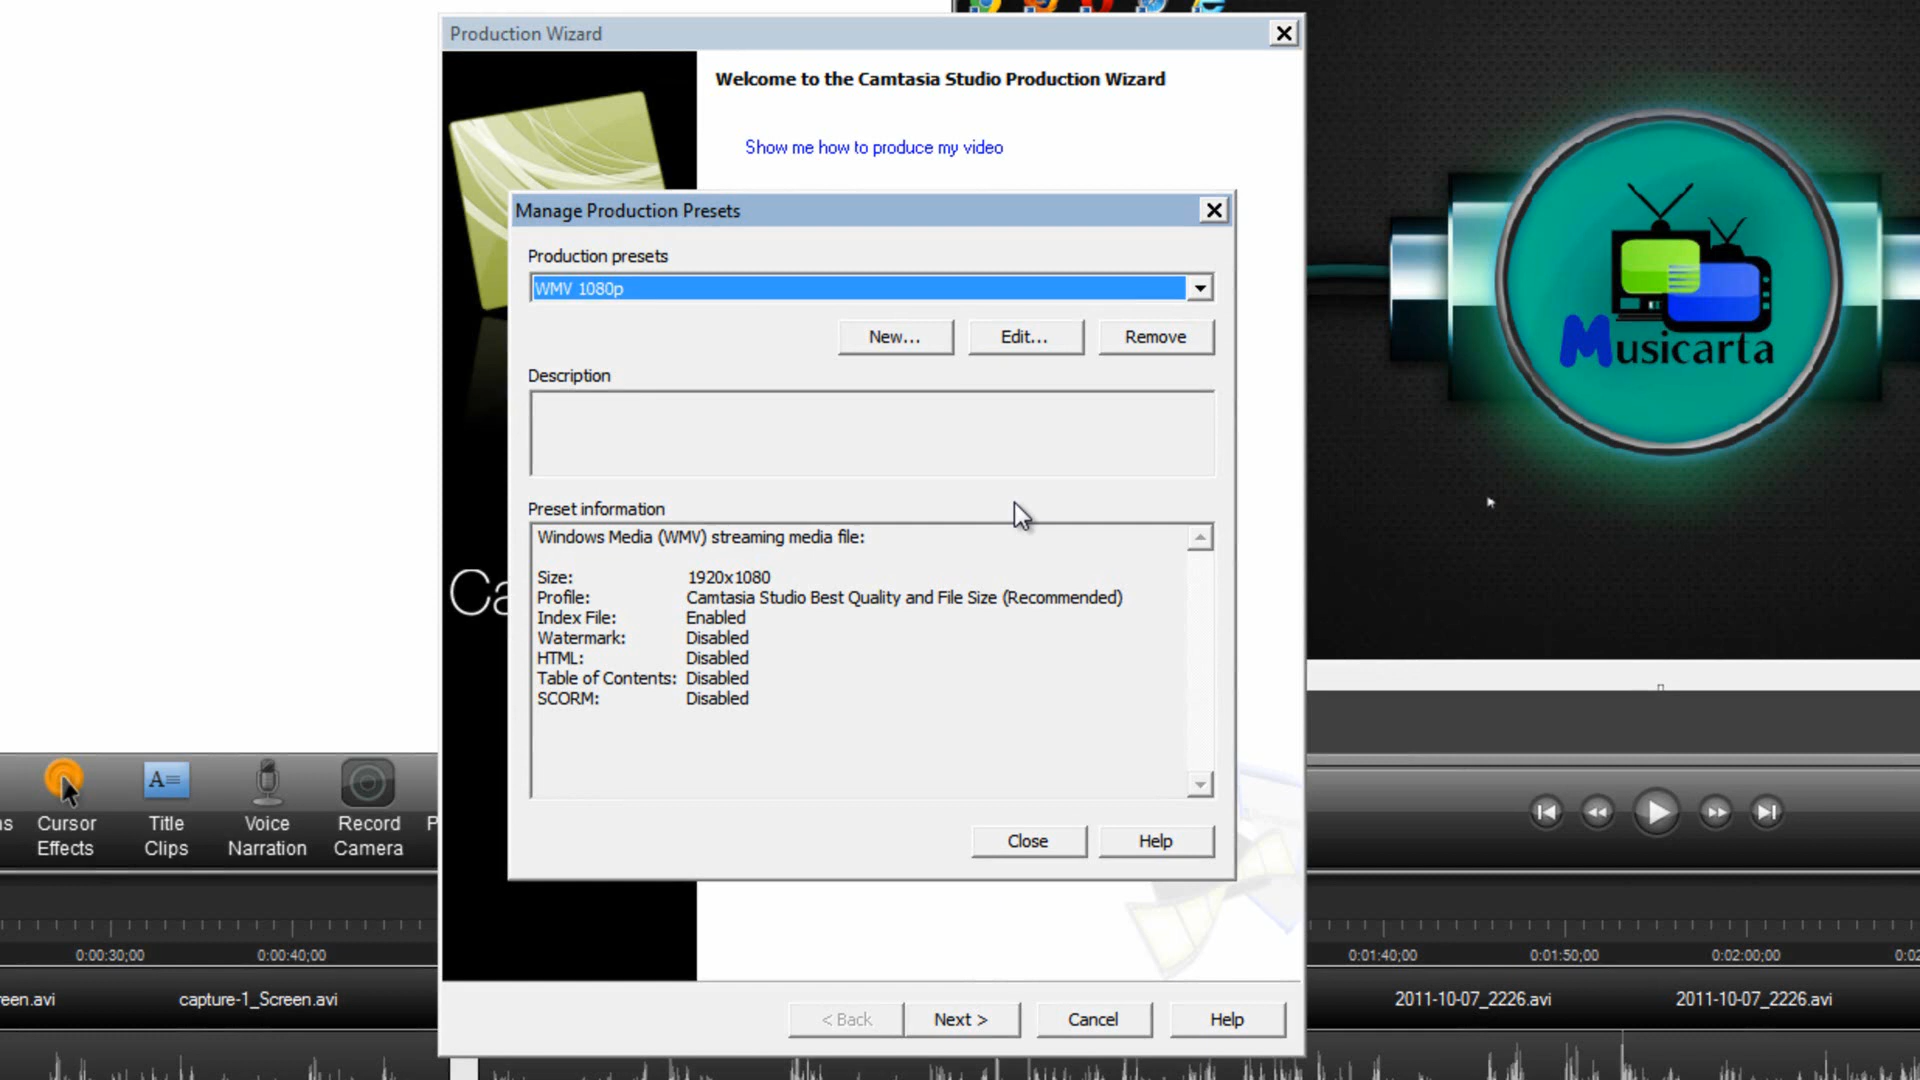 Production Wizard
Welcome to the Camtasia Studio Production Wizard
Show me how to produce my video
Manage Production Presets
Production presets
WMV 1080p
New...
Edit...
Remove
Description
Preset information
Windows Media (WMV) streaming media file:
Size: 1920x1080
Profile: Camtasia Studio Best Quality and File Size (Recommended)
Index File: Enabled
Watermark: Disabled
HTML: Disabled
Table of Contents: Disabled
SCORM: Disabled
Close
Help
Ca
Musicarta
Cursor Effects
Title Clips
Voice Narration
Record Camera
P
0:00:30;00
0:00:40;00
0:01:40;00
0:01:50;00
0:02:00;00
0:02
reen.avi
capture-1_Screen.avi
2011-10-07_2226.avi
2011-10-07_2226.avi
< Back
Next >
Cancel
Help